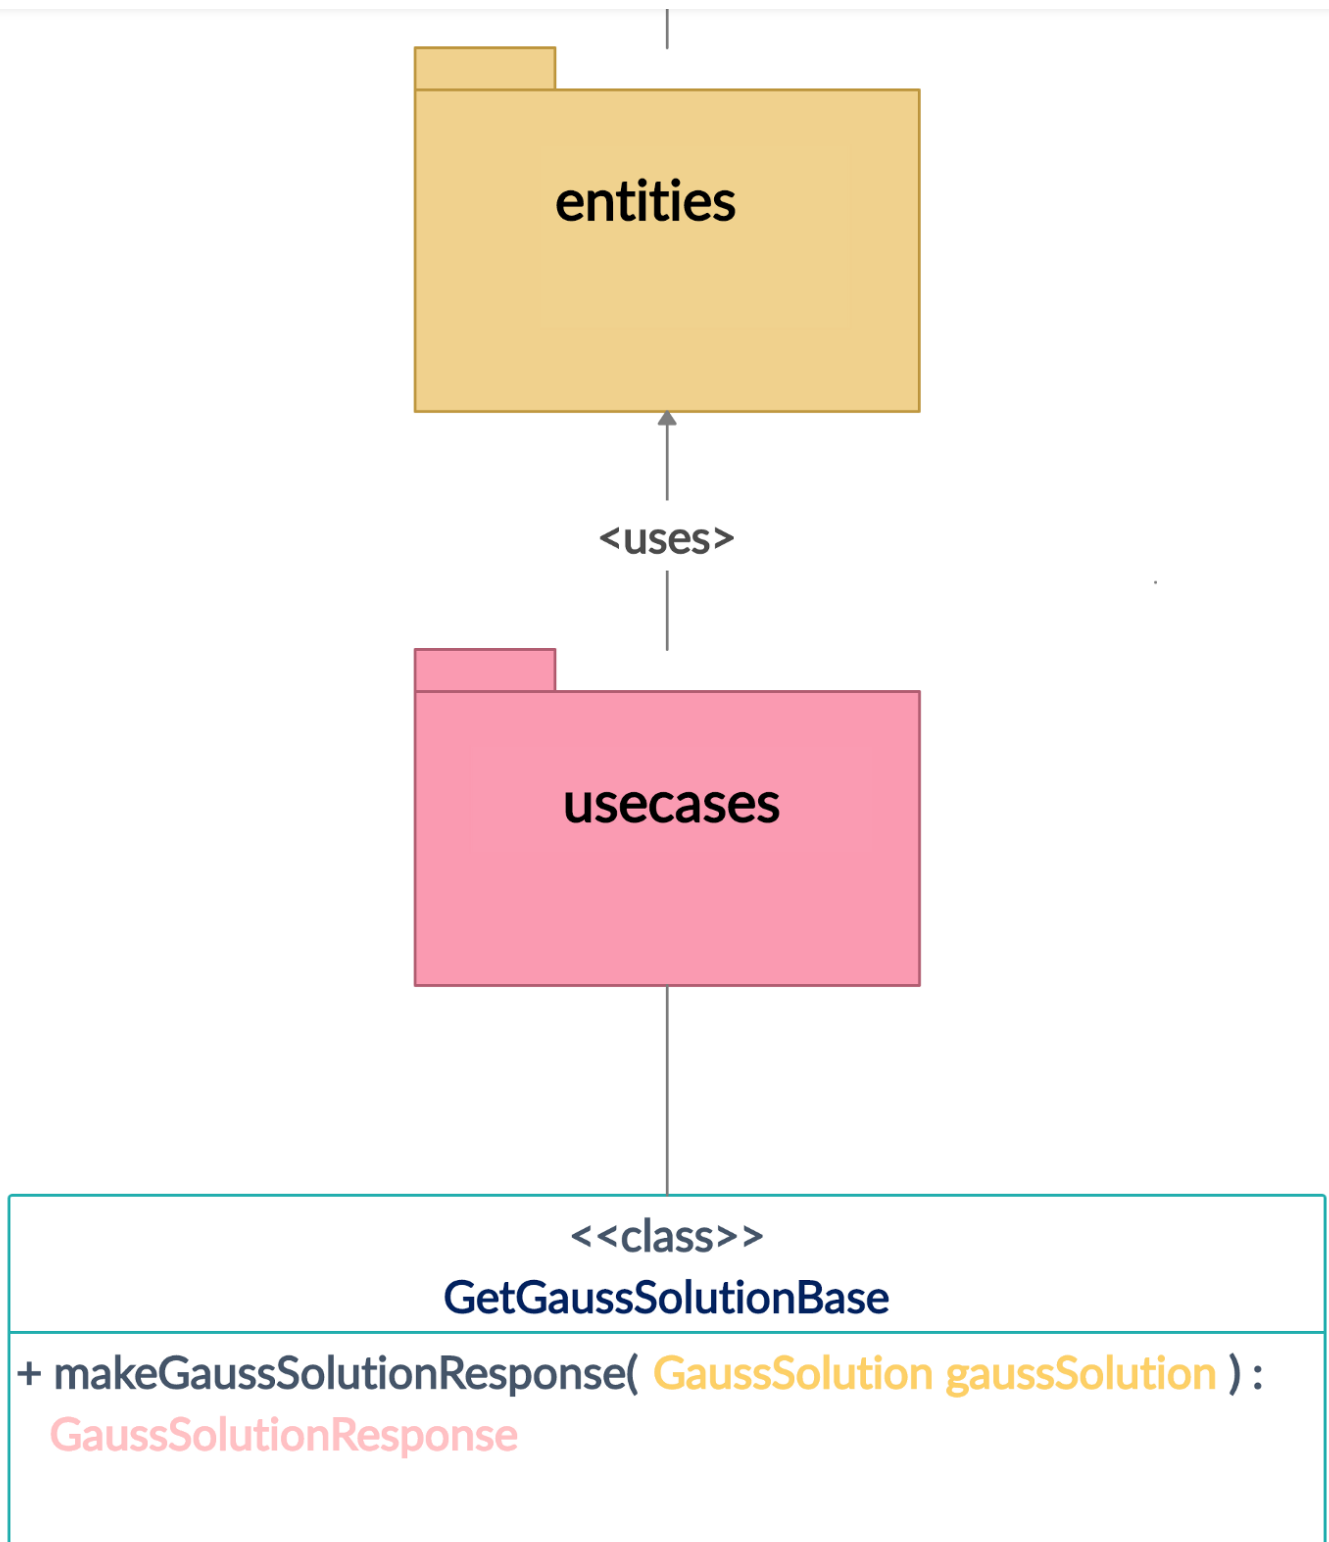 entities
<uses>
usecases
<<class>>
GetGaussSolutionBase
+ makeGaussSolutionResponse( GaussSolution gaussSolution ) :
GaussSolutionResponse